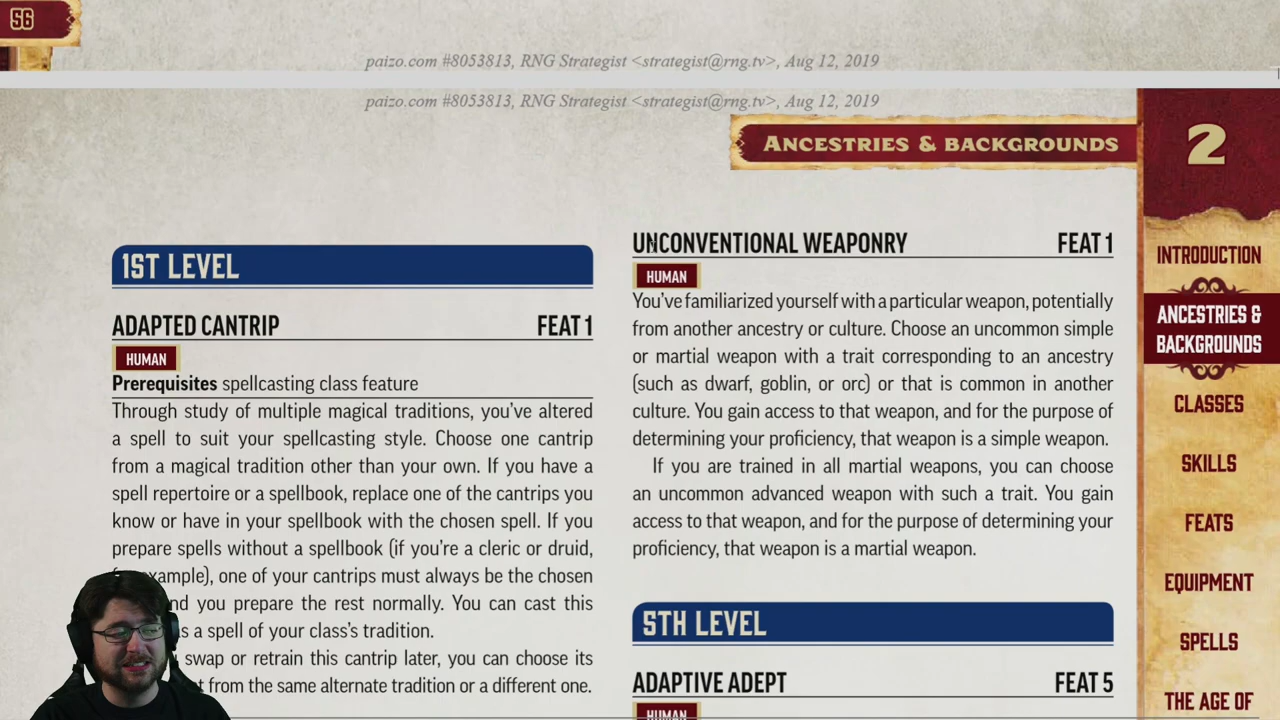 56
paizo.com #8053813, RNG Strategist <strategist@rng.tv>, Aug 12, 2019
paizo.com #8053813, RNG Strategist <strategist@rng.tv>, Aug 12, 2019
ANCESTRIES & BACKGROUNDS
1ST LEVEL
ADAPTED CANTRIP FEAT 1
HUMAN
Prerequisites spellcasting class feature
Through study of multiple magical traditions, you've altered
a spell to suit your spellcasting style. Choose one cantrip
from a magical tradition other than your own. If you have a
spell repertoire or a spellbook, replace one of the cantrips you
know or have in your spellbook with the chosen spell. If you
prepare spells without a spellbook (if you're a cleric or druid,
example), one of your cantrips must always be the chosen
you prepare the rest normally. You can cast this
s a spell of your class's tradition.
swap or retrain this cantrip later, you can choose its
from the same alternate tradition or a different one.
UNCONVENTIONAL WEAPONRY FEAT 1
HUMAN
You've familiarized yourself with a particular weapon, potentially
from another ancestry or culture. Choose an uncommon simple
or martial weapon with a trait corresponding to an ancestry
(such as dwarf, goblin, or orc) or that is common in another
culture. You gain access to that weapon, and for the purpose of
determining your proficiency, that weapon is a simple weapon.
If you are trained in all martial weapons, you can choose
an uncommon advanced weapon with such a trait. You gain
access to that weapon, and for the purpose of determining your
proficiency, that weapon is a martial weapon.
5TH LEVEL
ADAPTIVE ADEPT FEAT 5
HUMAN
2
INTRODUCTION
ANCESTRIES &
BACKGROUNDS
CLASSES
SKILLS
FEATS
EQUIPMENT
SPELLS
THE AGE OF